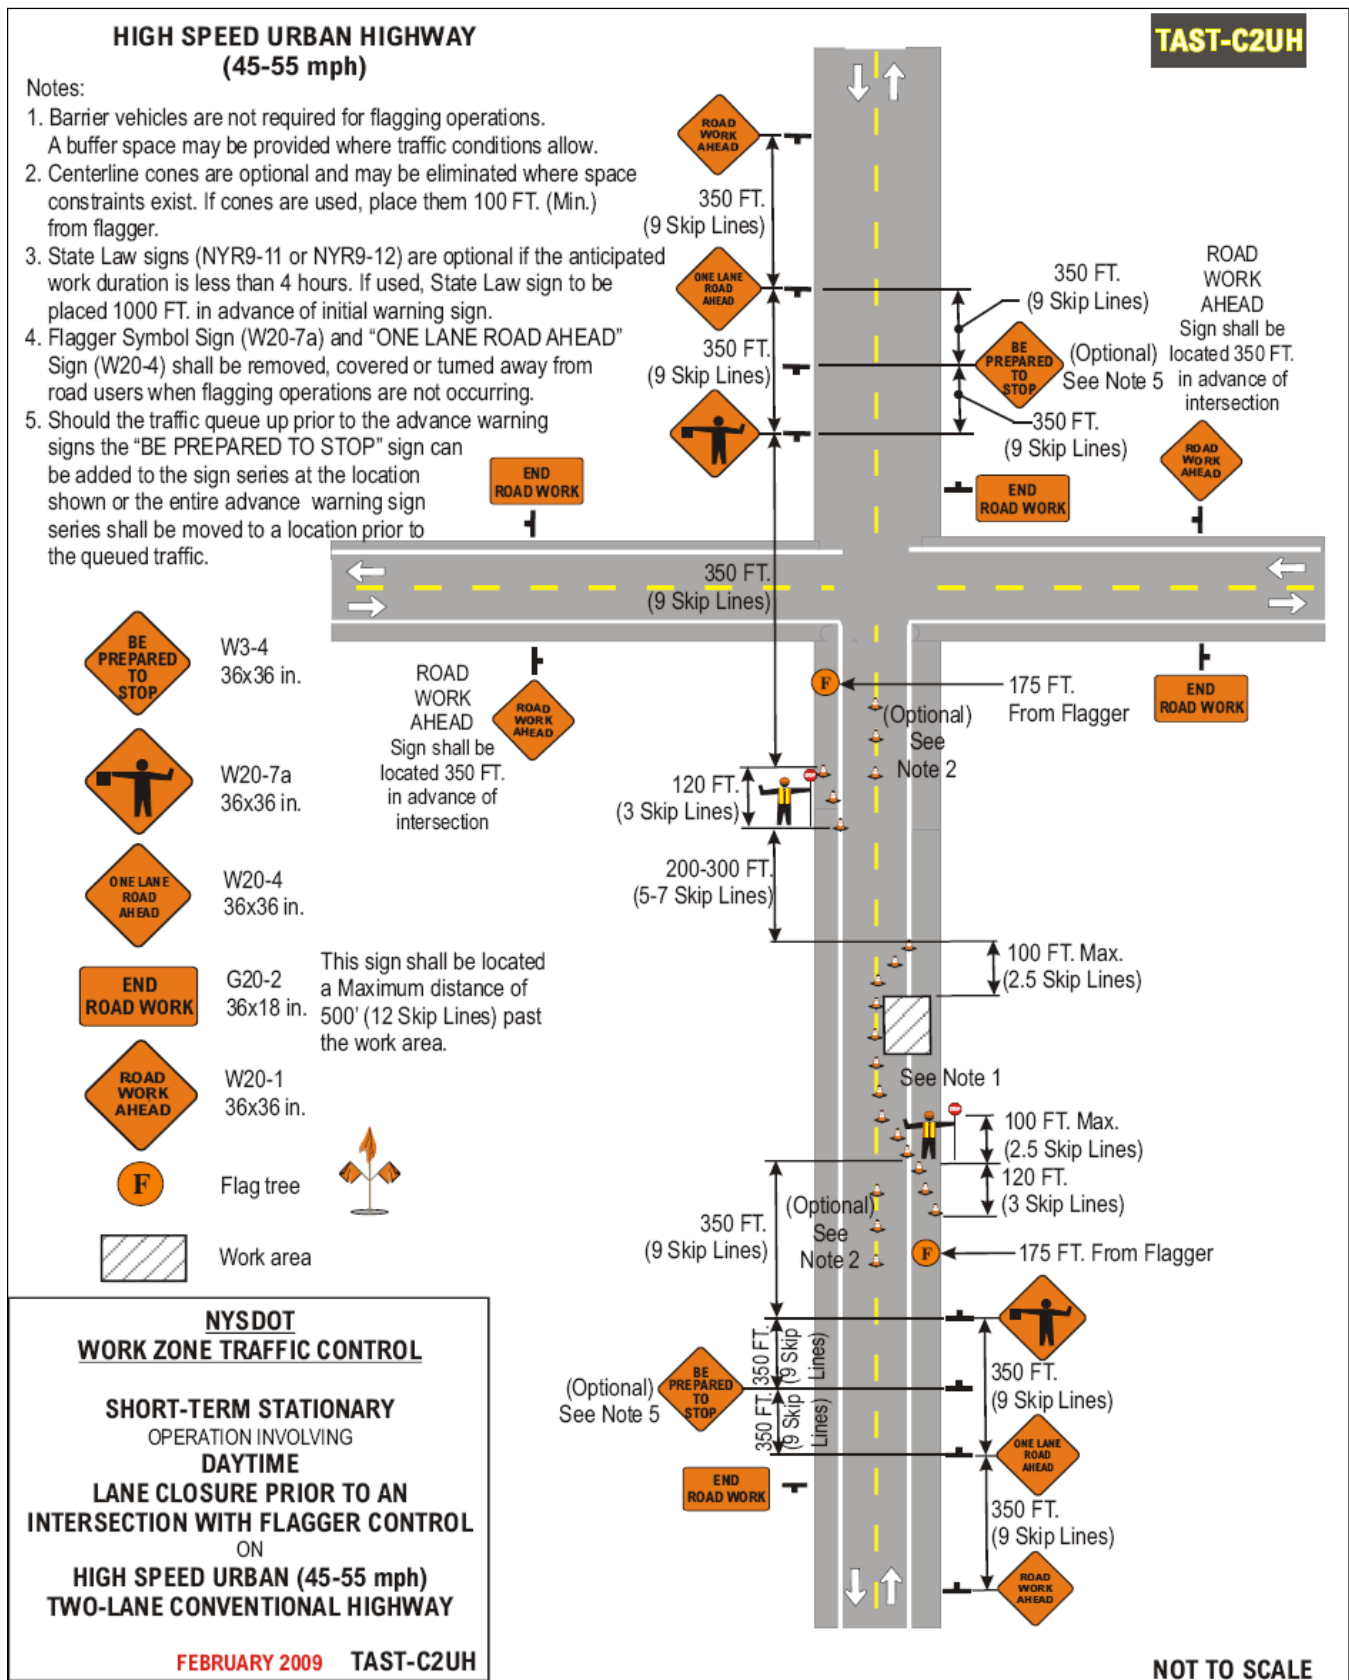 HIGH SPEED URBAN HIGHWAY
(45-55 mph)
TAST-C2UH
Notes:
1. Barrier vehicles are not required for flagging operations.
A buffer space may be provided where traffic conditions allow.
2. Centerline cones are optional and may be eliminated where space
constraints exist. If cones are used, place them 100 FT. (Min.)
from flagger.
3. State Law signs (NYR9-11 or NYR9-12) are optional if the anticipated
work duration is less than 4 hours. If used, State Law sign to be
placed 1000 FT. in advance of initial warning sign.
4. Flagger Symbol Sign (W20-7a) and “ONE LANE ROAD AHEAD”
Sign (W20-4) shall be removed, covered or turned away from
road users when flagging operations are not occurring.
5. Should the traffic queue up prior to the advance warning
signs the “BE PREPARED TO STOP” sign can
be added to the sign series at the location
shown or the entire advance warning sign
series shall be moved to a location prior to
the queued traffic.
ROAD
WORK
AHEAD
350 FT.
(9 Skip Lines)
ONE LANE
ROAD
AHEAD
350 FT.
(9 Skip Lines)
350 FT.
(9 Skip Lines)
BE
PREPARED
TO
STOP
(Optional)
See Note 5
350 FT.
(9 Skip Lines)
ROAD
WORK
AHEAD
Sign shall be
located 350 FT.
in advance of
intersection
ROAD
WORK
AHEAD
END
ROAD WORK
END
ROAD WORK
350 FT.
(9 Skip Lines)
ROAD
WORK
AHEAD
Sign shall be
located 350 FT.
in advance of
intersection
ROAD
WORK
AHEAD
F
175 FT.
From Flagger
END
ROAD WORK
(Optional)
See
Note 2
120 FT.
(3 Skip Lines)
STOP
200-300 FT.
(5-7 Skip Lines)
100 FT. Max.
(2.5 Skip Lines)
See Note 1
STOP
100 FT. Max.
(2.5 Skip Lines)
120 FT.
(3 Skip Lines)
350 FT.
(9 Skip Lines)
(Optional)
See
Note 2
F
175 FT. From Flagger
350 FT.
(9 Skip
Lines)
350 FT.
(9 Skip
Lines)
(Optional)
See Note 5
BE
PREPARED
TO
STOP
350 FT.
(9 Skip Lines)
ONE LANE
ROAD
AHEAD
END
ROAD WORK
350 FT.
(9 Skip Lines)
ROAD
WORK
AHEAD
BE
PREPARED
TO
STOP
W3-4
36x36 in.
W20-7a
36x36 in.
ONE LANE
ROAD
AHEAD
W20-4
36x36 in.
END
ROAD WORK
G20-2
36x18 in.
This sign shall be located
a Maximum distance of
500’ (12 Skip Lines) past
the work area.
ROAD
WORK
AHEAD
W20-1
36x36 in.
F
Flag tree
Work area
NYSDOT
WORK ZONE TRAFFIC CONTROL
SHORT-TERM STATIONARY
OPERATION INVOLVING
DAYTIME
LANE CLOSURE PRIOR TO AN
INTERSECTION WITH FLAGGER CONTROL
ON
HIGH SPEED URBAN (45-55 mph)
TWO-LANE CONVENTIONAL HIGHWAY
FEBRUARY 2009 TAST-C2UH
NOT TO SCALE